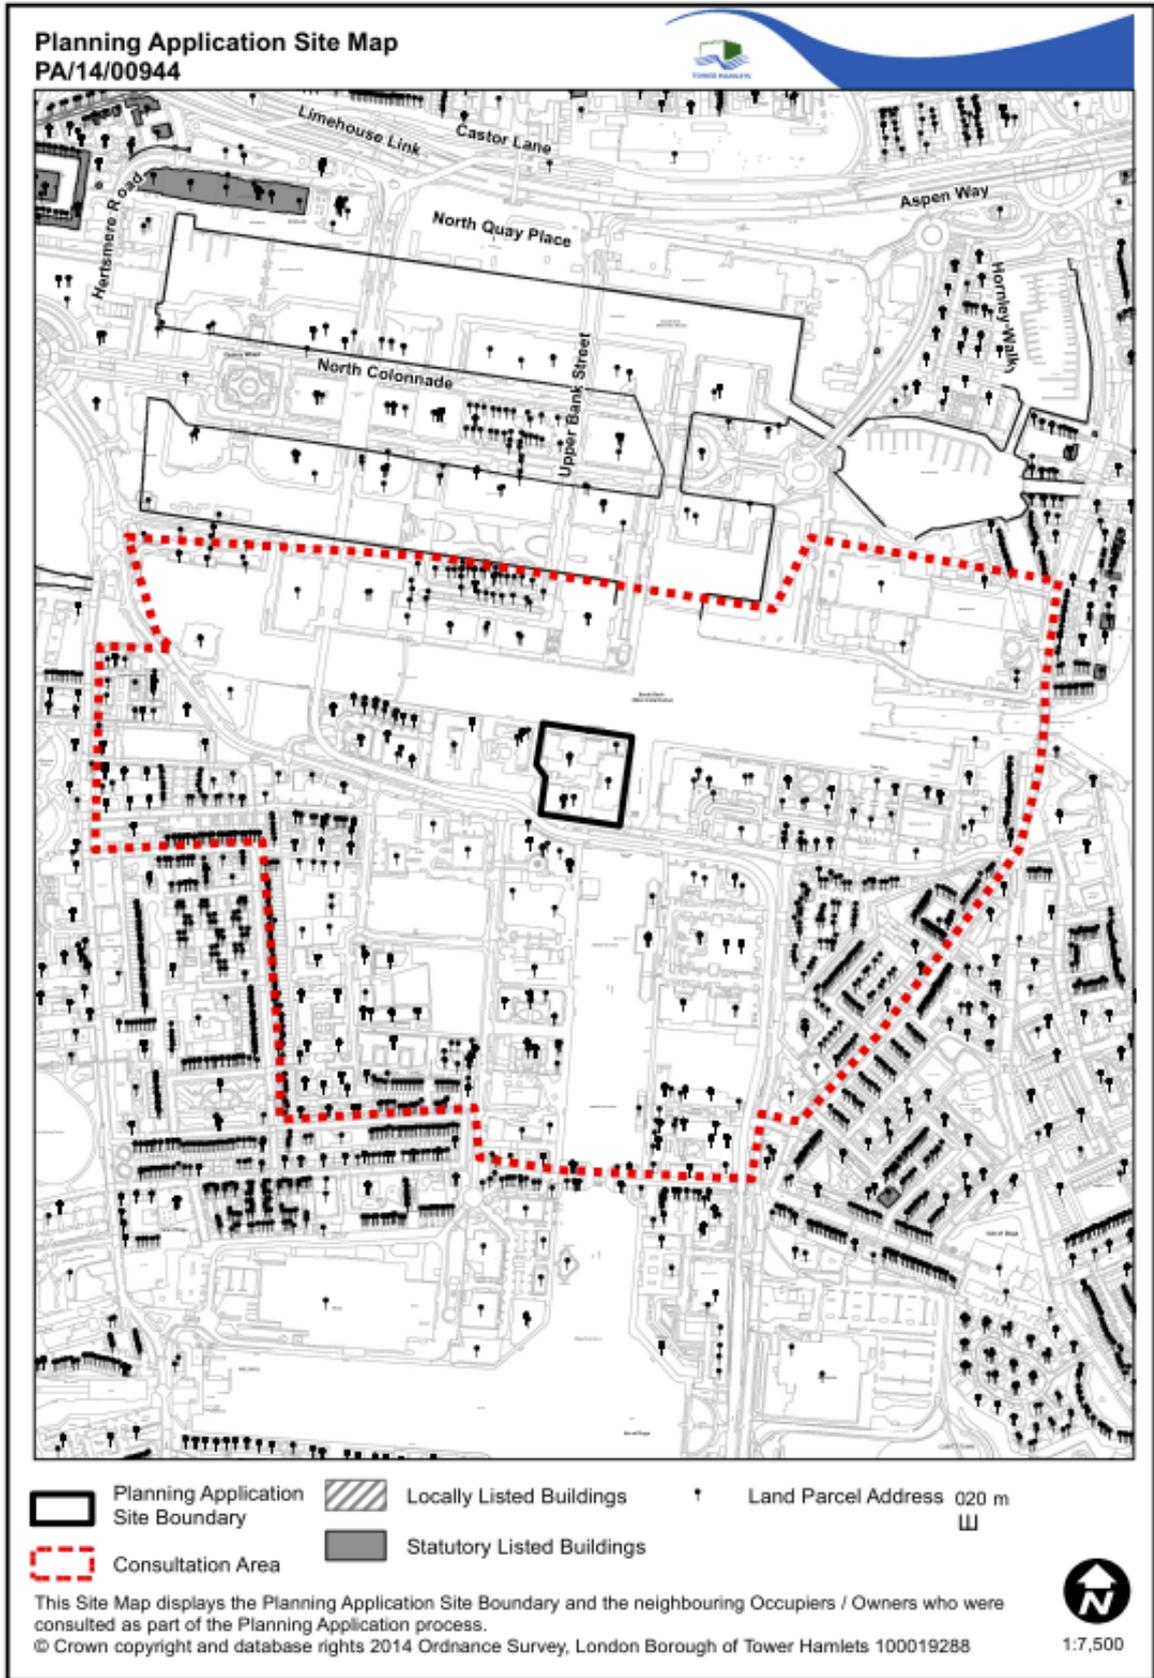 Planning Application Site Map
PA/14/00944
TOWER HAMLETS
Limehouse Link
Castor Lane
Aspen Way
Hertsmere Road
North Quay Place
North Colonnade
Upper Bank Street
Planning Application
Site Boundary
Consultation Area
Locally Listed Buildings
Statutory Listed Buildings
Land Parcel Address
020 m
N
1:7,500
This Site Map displays the Planning Application Site Boundary and the neighbouring Occupiers / Owners who were
consulted as part of the Planning Application process.
© Crown copyright and database rights 2014 Ordnance Survey, London Borough of Tower Hamlets 100019288